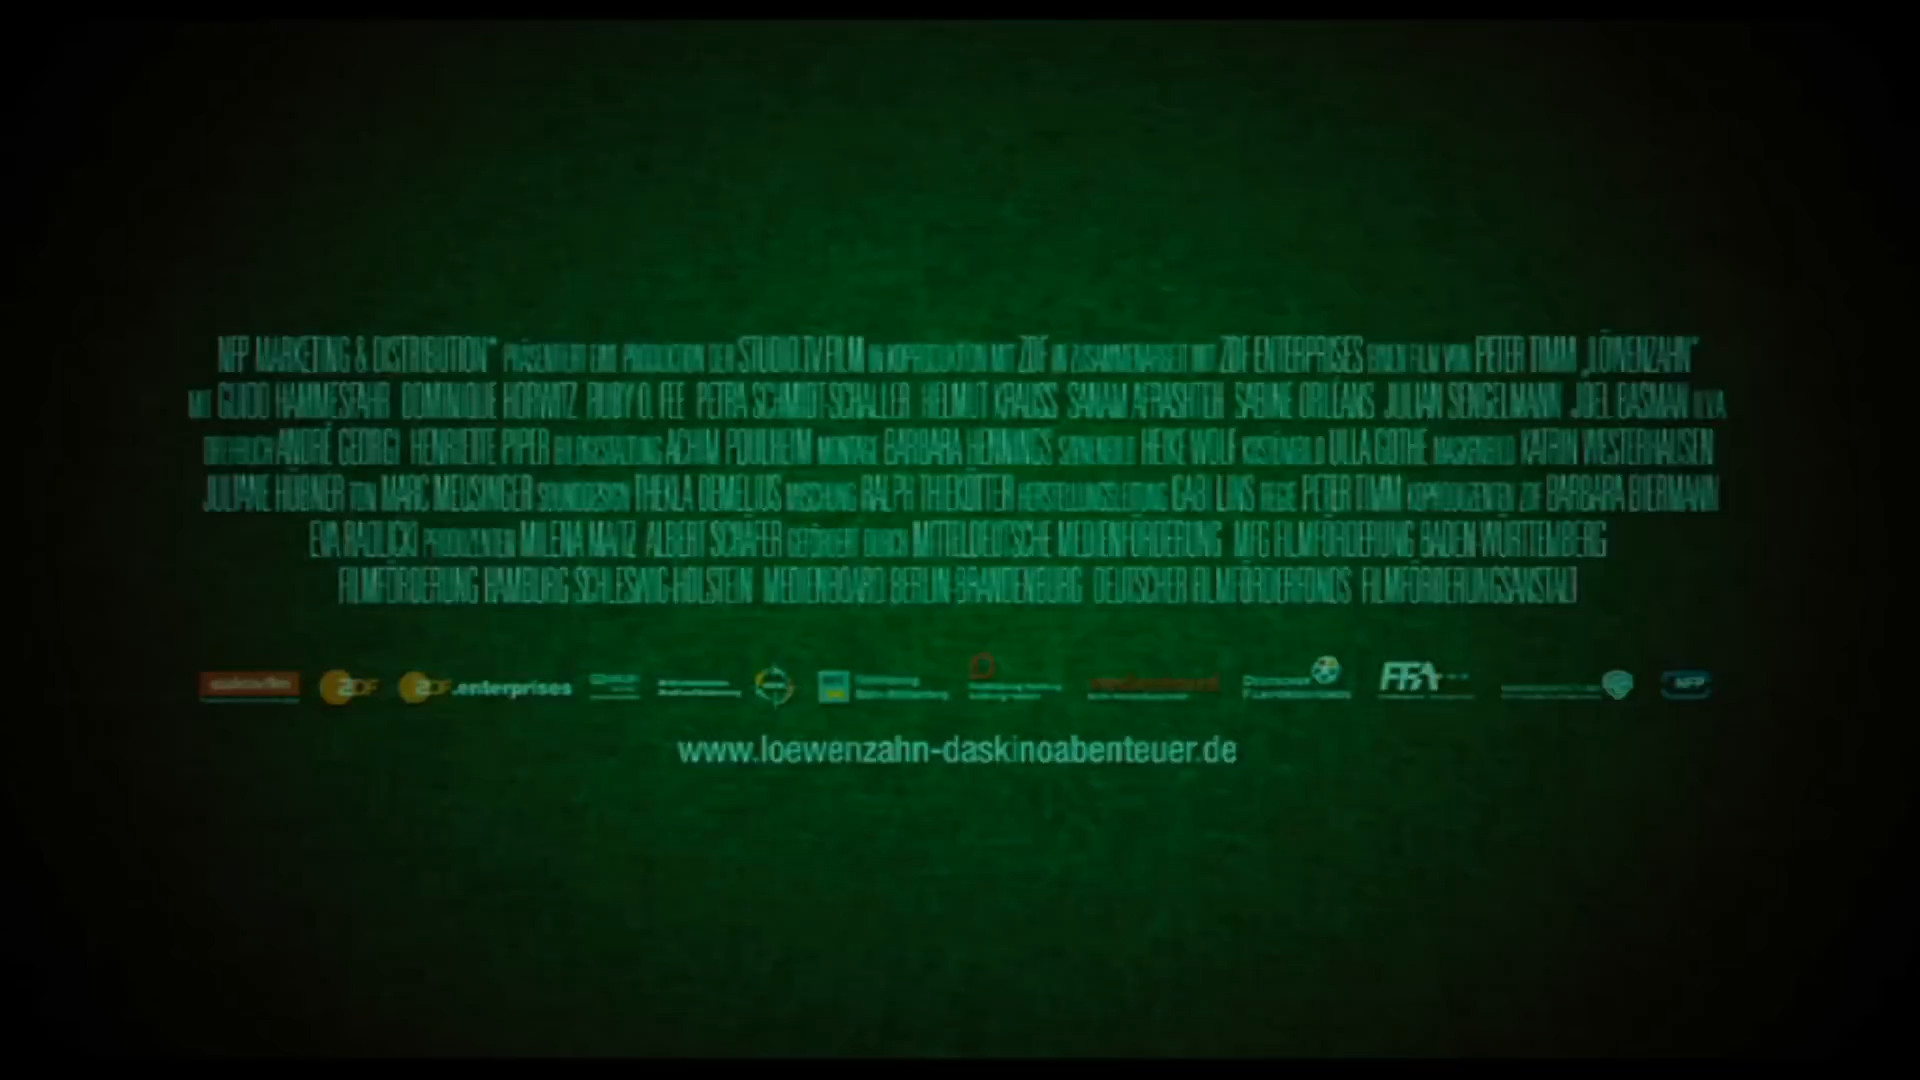 NFP MARKETING & DISTRIBUTION* PRÄSENTIERT EINE PRODUKTION DER STUDIO.TV.FILM IN KOPRODUKTION MIT ZDF IN ZUSAMMENARBEIT MIT ZDF ENTERPRISES EINEN FILM VON PETER TIMM „LÖWENZAHN"
MIT GUIDO HAMMESFAHR DOMINIQUE HORWITZ RUBY O. FEE PETRA SCHMIDT-SCHALLER HELMUT KRAUSS SANAM AFRASHTEH SABINE ORLÉANS JULIAN SENGELMANN JOEL BASMAN
DREHBUCH ANDRÉ GEORGI HENRIETTE PIPER ACHIM PODLHEIM MONTAGE BARBARA HENNINGS HEIKE WOLF KOSTÜMBILD ULLA GOTHE MASKENBILD KATRIN WESTERHAUSEN
JULIANE HÜBNER TON MARC MEUSINGER SOUNDDESIGN THEKLA DEMELIUS MISCHUNG RALPH THIEKÖTTER HERSTELLUNGSLEITUNG REGIE PETER TIMM KOPRODUZENTEN ZDF BARBARA BIERMANN
EVA RADLICKI PRODUZENTEN MILENA MAITZ ALBERT SCHÄFER GEFÖRDERT DURCH MITTELDEUTSCHE MEDIENFÖRDERUNG MFG FILMFÖRDERUNG BADEN-WÜRTTEMBERG
FILMFÖRDERUNG HAMBURG SCHLESWIG-HOLSTEIN MEDIENBOARD BERLIN-BRANDENBURG DEUTSCHER FILMFÖRDERFONDS FILMFÖRDERUNGSANSTALT
ZDF ZDF.enterprises FFA NFP
www.loewenzahn-daskinoabenteuer.de